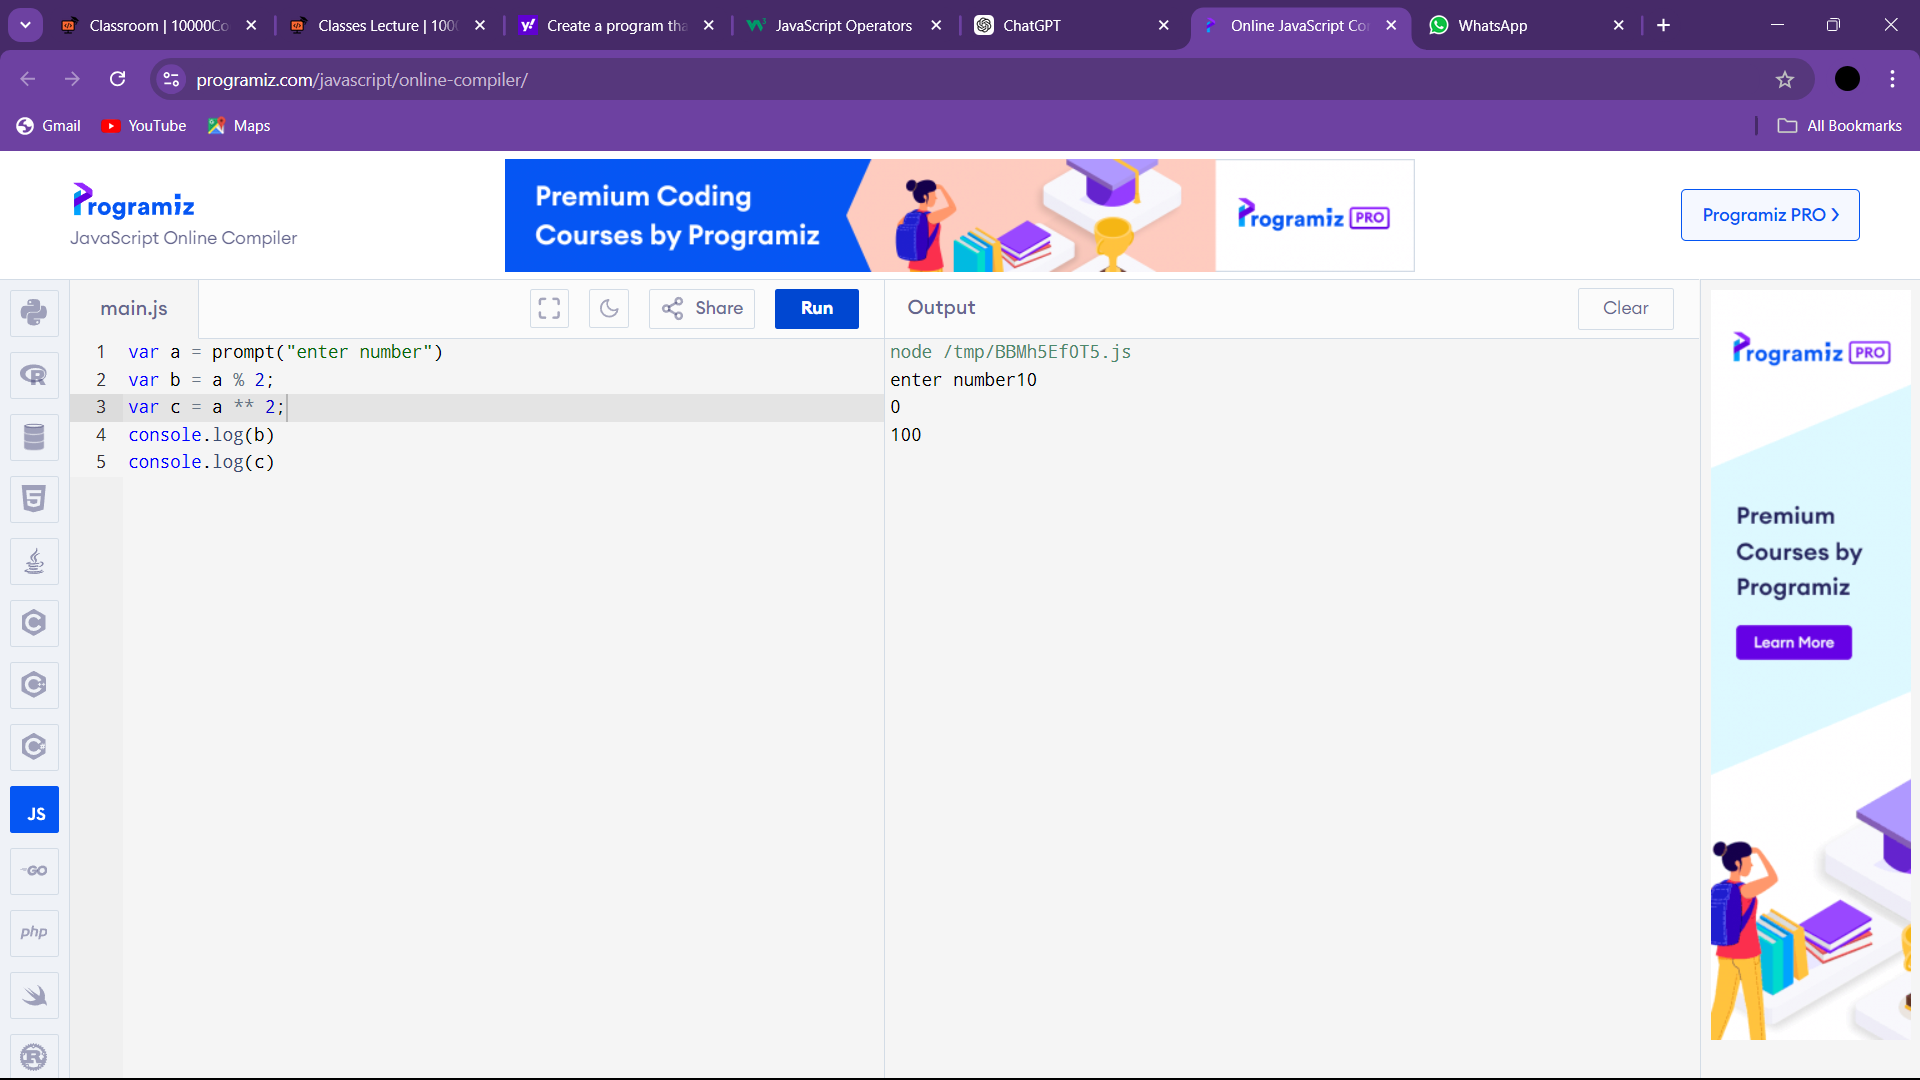 Classroom | 10000Co
Classes Lecture | 100
Create a program tha
JavaScript Operators
ChatGPT
Online JavaScript Co
WhatsApp
programiz.com/javascript/online-compiler/
Gmail
YouTube
Maps
All Bookmarks
Programiz
JavaScript Online Compiler
Premium Coding
Courses by Programiz
Programiz PRO
Programiz PRO
main.js
Share
Run
Output
Clear
1 var a = prompt("enter number")
2 var b = a % 2;
3 var c = a ** 2;
4 console.log(b)
5 console.log(c)
node /tmp/BBMh5Ef0T5.js
enter number10
0
100
JS
GO
php
Programiz PRO
Premium
Courses by
Programiz
Learn More